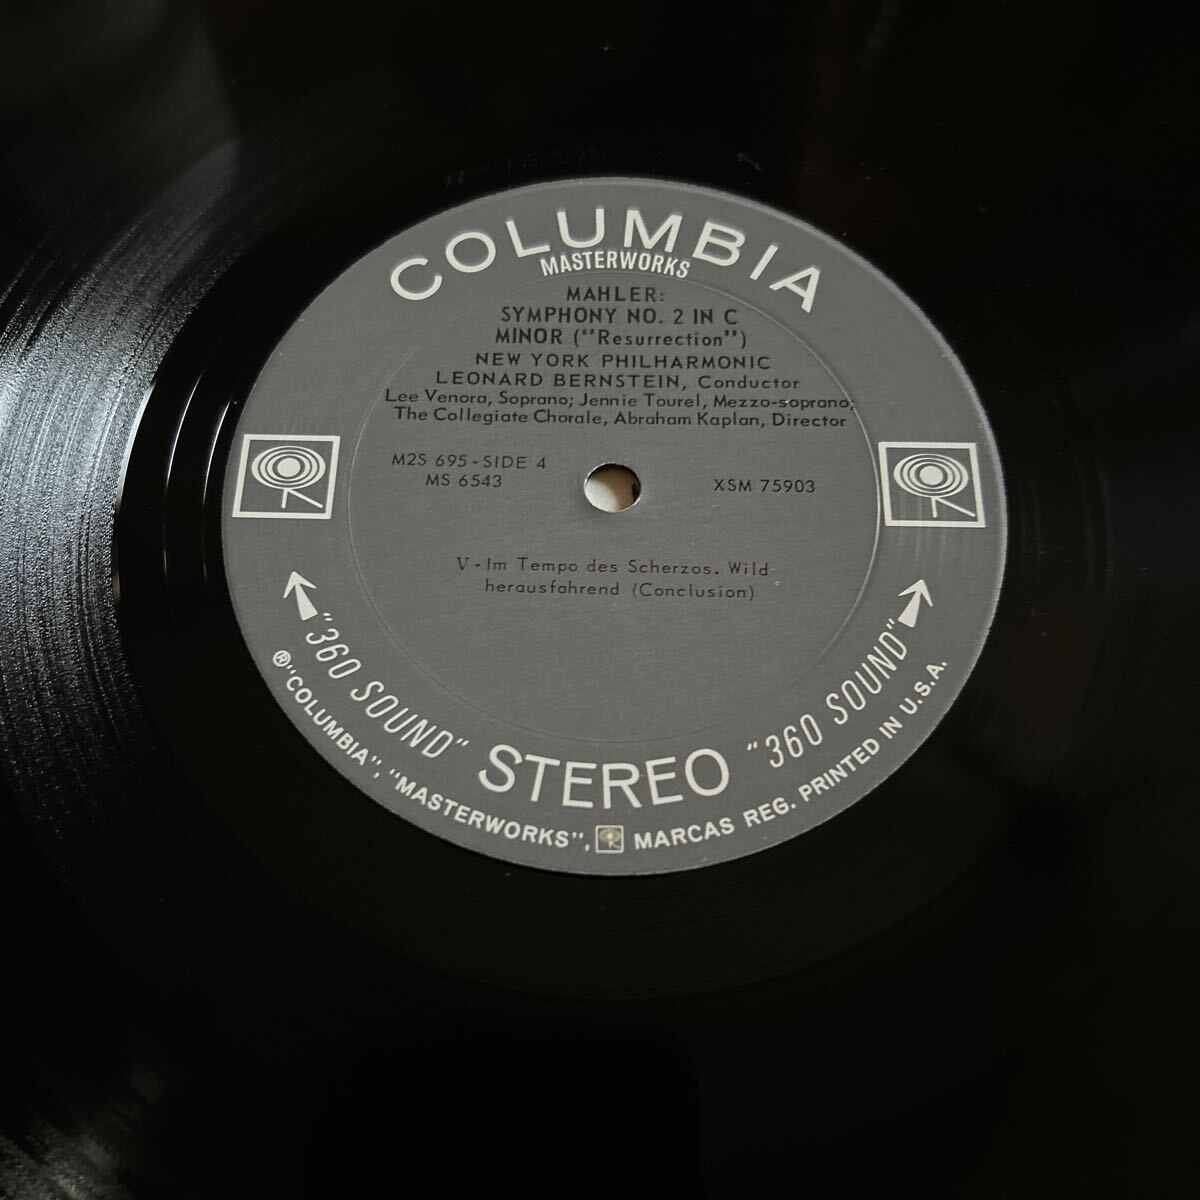 COLUMBIA
MASTERWORKS
MAHLER:
SYMPHONY NO. 2 IN C
MINOR (''Resurrection'')
NEW YORK PHILHARMONIC
LEONARD BERNSTEIN, Conductor
Lee Venora, Soprano; Jennie Tourel, Mezzo-soprano;
The Collegiate Chorale, Abraham Kaplan, Director
M2S 695 - SIDE 4
MS 6543
XSM 75903
V - Im Tempo des Scherzos. Wild
herausfahrend (Conclusion)
"360 SOUND" STEREO "360 SOUND"
® "COLUMBIA", "MASTERWORKS", MARCAS REG. PRINTED IN U.S.A.